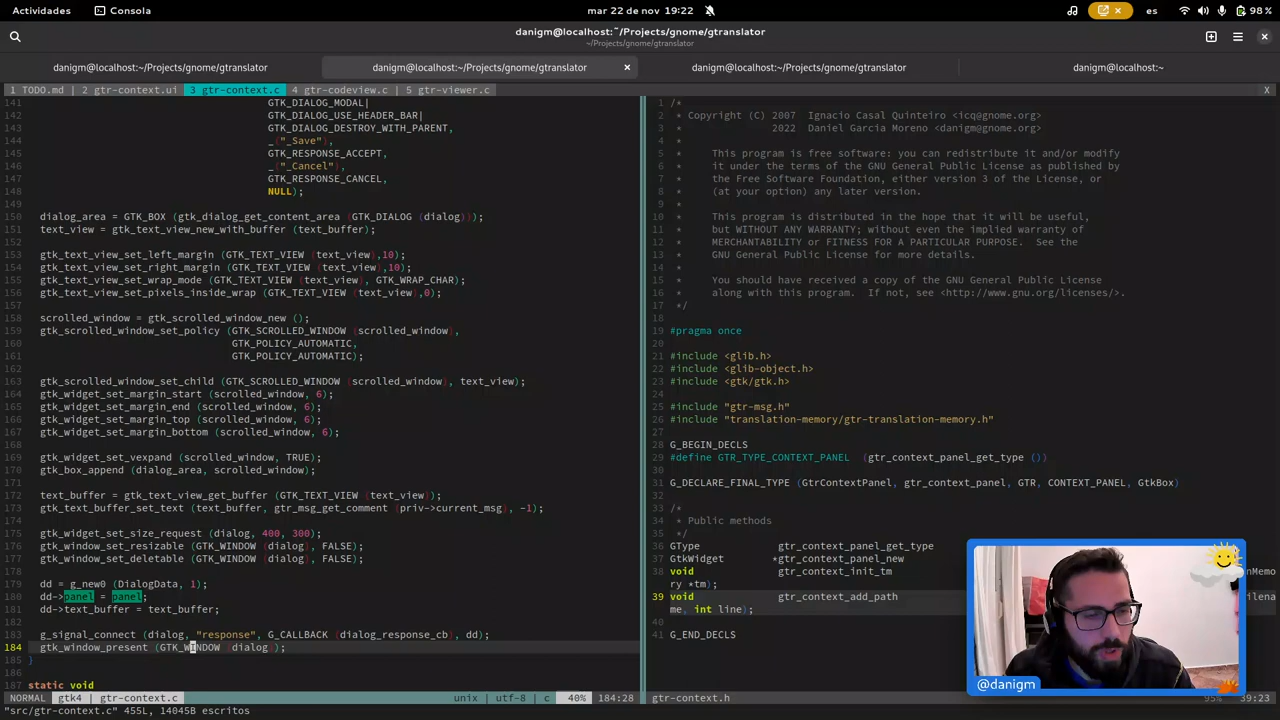 Actividades
Consola
mar 22 de nov 19:22
es
98 %
danigm@localhost:~/Projects/gnome/gtranslator
~/Projects/gnome/gtranslator
danigm@localhost:~/Projects/gnome/gtranslator
danigm@localhost:~/Projects/gnome/gtranslator
danigm@localhost:~/Projects/gnome/gtranslator
danigm@localhost:~
1 TODO.md | 2 gtr-context.ui | 3 gtr-context.c | 4 gtr-codeview.c | 5 gtr-viewer.c
X
141 GTK_DIALOG_MODAL|
142 GTK_DIALOG_USE_HEADER_BAR|
143 GTK_DIALOG_DESTROY_WITH_PARENT,
144 _("_Save"),
145 GTK_RESPONSE_ACCEPT,
146 _("_Cancel"),
147 GTK_RESPONSE_CANCEL,
148 NULL);
149
150 dialog_area = GTK_BOX (gtk_dialog_get_content_area (GTK_DIALOG (dialog)));
151 text_view = gtk_text_view_new_with_buffer (text_buffer);
152
153 gtk_text_view_set_left_margin (GTK_TEXT_VIEW (text_view),10);
154 gtk_text_view_set_right_margin (GTK_TEXT_VIEW (text_view),10);
155 gtk_text_view_set_wrap_mode (GTK_TEXT_VIEW (text_view), GTK_WRAP_CHAR);
156 gtk_text_view_set_pixels_inside_wrap (GTK_TEXT_VIEW (text_view),0);
157
158 scrolled_window = gtk_scrolled_window_new ();
159 gtk_scrolled_window_set_policy (GTK_SCROLLED_WINDOW (scrolled_window),
160 GTK_POLICY_AUTOMATIC,
161 GTK_POLICY_AUTOMATIC);
162
163 gtk_scrolled_window_set_child (GTK_SCROLLED_WINDOW (scrolled_window), text_view);
164 gtk_widget_set_margin_start (scrolled_window, 6);
165 gtk_widget_set_margin_end (scrolled_window, 6);
166 gtk_widget_set_margin_top (scrolled_window, 6);
167 gtk_widget_set_margin_bottom (scrolled_window, 6);
168
169 gtk_widget_set_vexpand (scrolled_window, TRUE);
170 gtk_box_append (dialog_area, scrolled_window);
171
172 text_buffer = gtk_text_view_get_buffer (GTK_TEXT_VIEW (text_view));
173 gtk_text_buffer_set_text (text_buffer, gtr_msg_get_comment (priv->current_msg), -1);
174
175 gtk_widget_set_size_request (dialog, 400, 300);
176 gtk_window_set_resizable (GTK_WINDOW (dialog), FALSE);
177 gtk_window_set_deletable (GTK_WINDOW (dialog), FALSE);
178
179 dd = g_new0 (DialogData, 1);
180 dd->panel = panel;
181 dd->text_buffer = text_buffer;
182
183 g_signal_connect (dialog, "response", G_CALLBACK (dialog_response_cb), dd);
184 gtk_window_present (GTK_WINDOW (dialog));
185 }
186
187 static void
1 /*
2 * Copyright (C) 2007 Ignacio Casal Quinteiro <icq@gnome.org>
3 * 2022 Daniel Garcia Moreno <danigm@gnome.org>
4 *
5 * This program is free software: you can redistribute it and/or modify
6 * it under the terms of the GNU General Public License as published by
7 * the Free Software Foundation, either version 3 of the License, or
8 * (at your option) any later version.
9 *
10 * This program is distributed in the hope that it will be useful,
11 * but WITHOUT ANY WARRANTY; without even the implied warranty of
12 * MERCHANTABILITY or FITNESS FOR A PARTICULAR PURPOSE. See the
13 * GNU General Public License for more details.
14 *
15 * You should have received a copy of the GNU General Public License
16 * along with this program. If not, see <http://www.gnu.org/licenses/>.
17 */
18
19 #pragma once
20
21 #include <glib.h>
22 #include <glib-object.h>
23 #include <gtk/gtk.h>
24
25 #include "gtr-msg.h"
26 #include "translation-memory/gtr-translation-memory.h"
27
28 G_BEGIN_DECLS
29 #define GTR_TYPE_CONTEXT_PANEL (gtr_context_panel_get_type ())
30
31 G_DECLARE_FINAL_TYPE (GtrContextPanel, gtr_context_panel, GTR, CONTEXT_PANEL, GtkBox)
32
33 /*
34 * Public methods
35 */
36 GType gtr_context_panel_get_type
37 GtkWidget *gtr_context_panel_new
38 void gtr_context_init_tm
nMemo
ry *tm);
39 void gtr_context_add_path
ilena
me, int line);
40
41 G_END_DECLS
@danigm
NORMAL gtk4 | gtr-context.c unix | utf-8 | c 40% 184:28
gtr-context.h 95% 39:23
"src/gtr-context.c" 455L, 14045B escritos